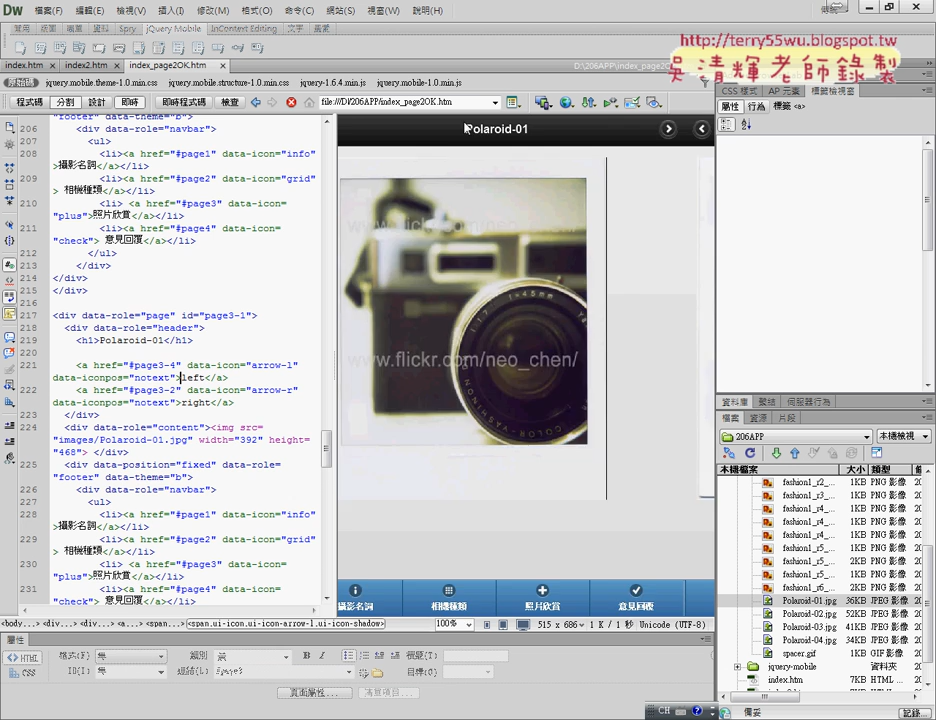 Dw 檔案(F) 編輯(E) 檢視(V) 插入(I) 修改(M) 格式(O) 命令(C) 網站(S) 視窗(W) 說明(H)
常用 版面 Spry jQuery Mobile InContext Editing 文字
http://terry55wu.blogspot.tw
吳清輝老師錄製
index.htm × index2.htm × index_page2OK.htm ×
D:\206APP\index_page2O
原始碼 jquery.mobile.theme-1.0.min.css jquery.mobile.structure-1.0.min.css jquery-1.6.4.min.js jquery.mobile-1.0.min.js
程式碼 分割 設計 即時 即時程式碼 檢查 file:///D|/206APP/index_page2OK.htm
CSS 樣式 AP 元素 標籤檢視窗
屬性 行為 標籤 <a>
"footer" data-theme="b">
206 <div data-role="navbar">
207 <ul>
208 <li><a href="#page1" data-icon="info"
>攝影名詞</a></li>
209 <li><a href="#page2" data-icon="grid"
> 相機種類</a></li>
210 <li> <a href="#page3" data-icon=
"plus">照片欣賞</a></li>
211 <li><a href="#page4" data-icon=
"check"> 意見回覆</a></li>
212 </ul>
213 </div>
214 </div>
215 </div>
216
217 <div data-role="page" id="page3-1">
218 <div data-role="header">
219 <h1>Polaroid-01</h1>
220
221 <a href="#page3-4" data-icon="arrow-l"
data-iconpos="notext">left</a>
222 <a href="#page3-2" data-icon="arrow-r"
data-iconpos="notext">right</a>
223 </div>
224 <div data-role="content"><img src=
"images/Polaroid-01.jpg" width="392" height=
"468"> </div>
225 <div data-position="fixed" data-role=
"footer" data-theme="b">
226 <div data-role="navbar">
227 <ul>
228 <li><a href="#page1" data-icon="info"
>攝影名詞</a></li>
229 <li><a href="#page2" data-icon="grid"
> 相機種類</a></li>
230 <li> <a href="#page3" data-icon=
"plus">照片欣賞</a></li>
231 <li><a href="#page4" data-icon=
"check"> 意見回覆</a></li>
Polaroid-01
www.flickr.com/neo_chen/
f=45mm
www.flickr.com/neo_chen/
COLOR-YASHINON
攝影名詞 相機種類 照片欣賞 意見回覆
資料庫 繫結 伺服器行為
檔案 資源 片段
206APP 本機檢視
本機檔案 大小 類型
fashion1_r2_... 1KB PNG 影像
fashion1_r3_... 1KB PNG 影像
fashion1_r4_... 1KB PNG 影像
fashion1_r4_... 1KB PNG 影像
fashion1_r5_... 2KB PNG 影像
fashion1_r5_... 1KB PNG 影像
fashion1_r5_... 1KB PNG 影像
fashion1_r6_... 2KB PNG 影像
Polaroid-01.jpg 36KB JPEG 影像
Polaroid-02.jpg 52KB JPEG 影像
Polaroid-03.jpg 41KB JPEG 影像
Polaroid-04.jpg 34KB JPEG 影像
spacer.gif 1KB GIF 影像
jquery-mobile 資料夾
index.htm 7KB HTML ...
<body...> <div...> <div...> <a...> <span...> <span.ui-icon.ui-icon-arrow-l.ui-icon-shadow>
100% 515 x 686 1 K / 1 秒 Unicode (UTF-8)
屬性
HTML 格式(F) 無 類別 無 B I 標題(T)
CSS ID(I) 無 連結(L) #page3 目標(G)
頁面屬性... 清單項目...
CH 備妥 記錄...